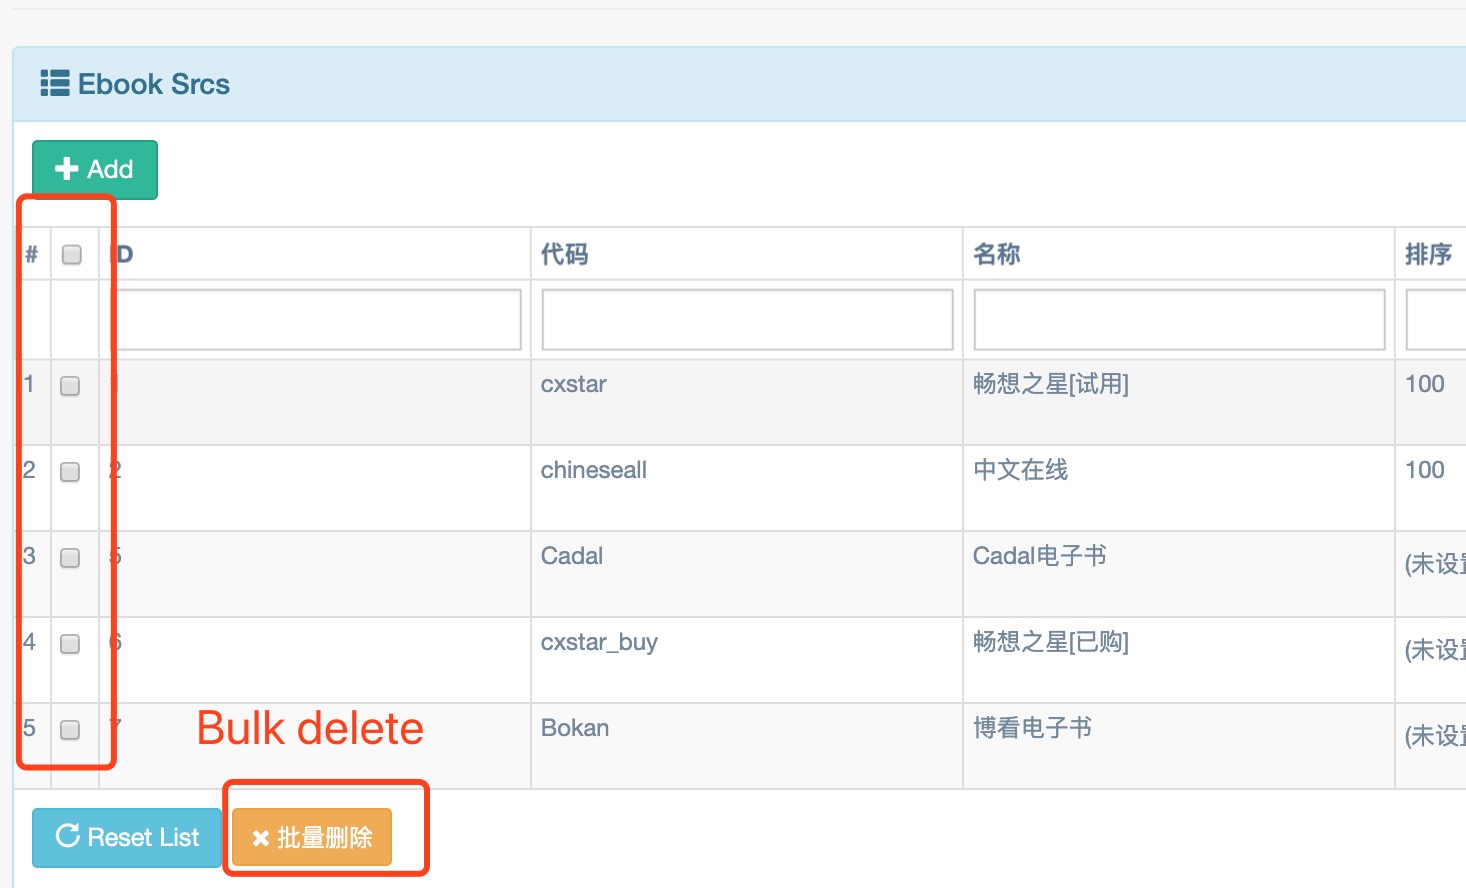 Ebook Srcs
Add
# ID 代码 名称 排序
1 1 cxstar 畅想之星[试用] 100
2 2 chineseall 中文在线 100
3 5 Cadal Cadal电子书 (未设
4 6 cxstar_buy 畅想之星[已购] (未设
5 7 Bokan 博看电子书 (未设
Bulk delete
Reset List 批量删除